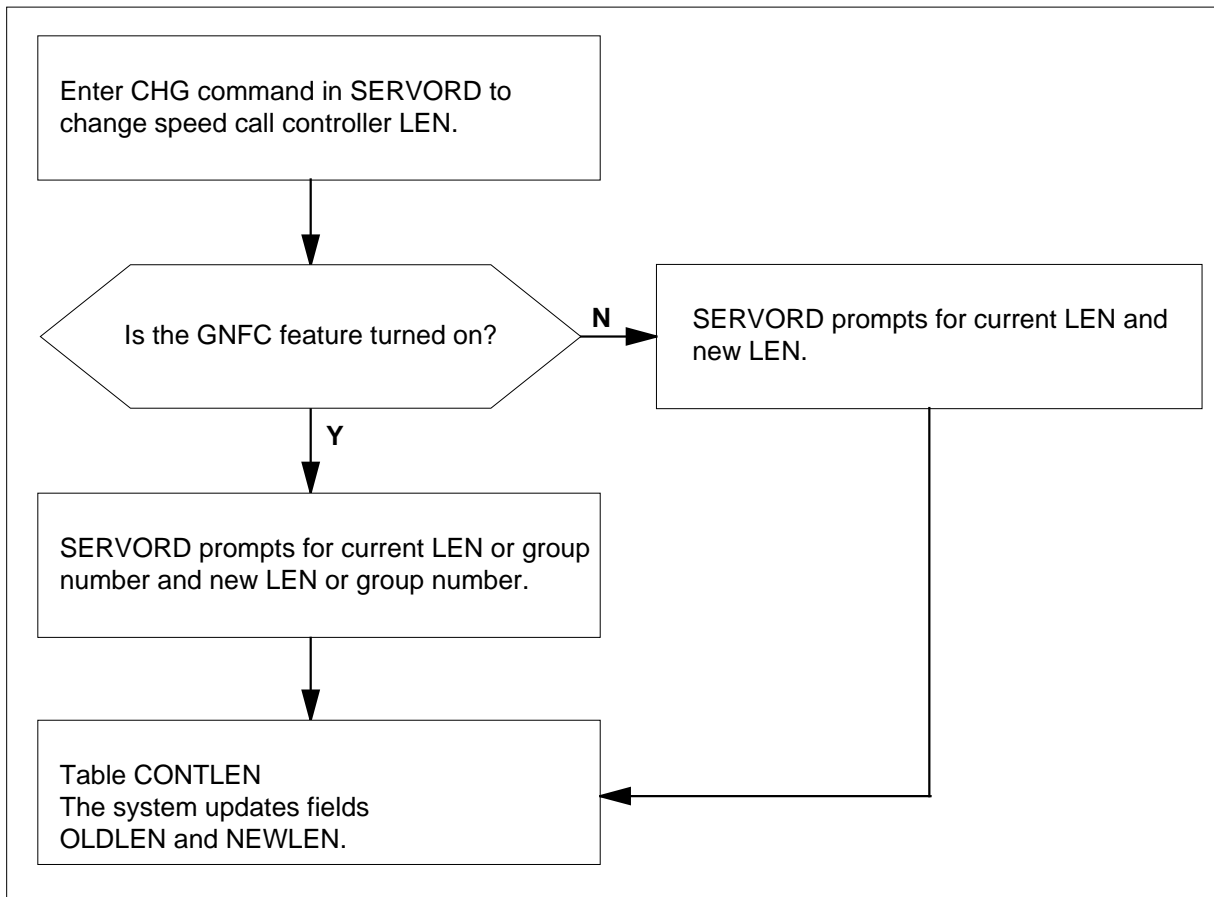 Enter CHG command in SERVORD to
change speed call controller LEN.
Is the GNFC feature turned on?
N
SERVORD prompts for current LEN and
new LEN.
Y
SERVORD prompts for current LEN or group
number and new LEN or group number.
Table CONTLEN
The system updates fields
OLDLEN and NEWLEN.